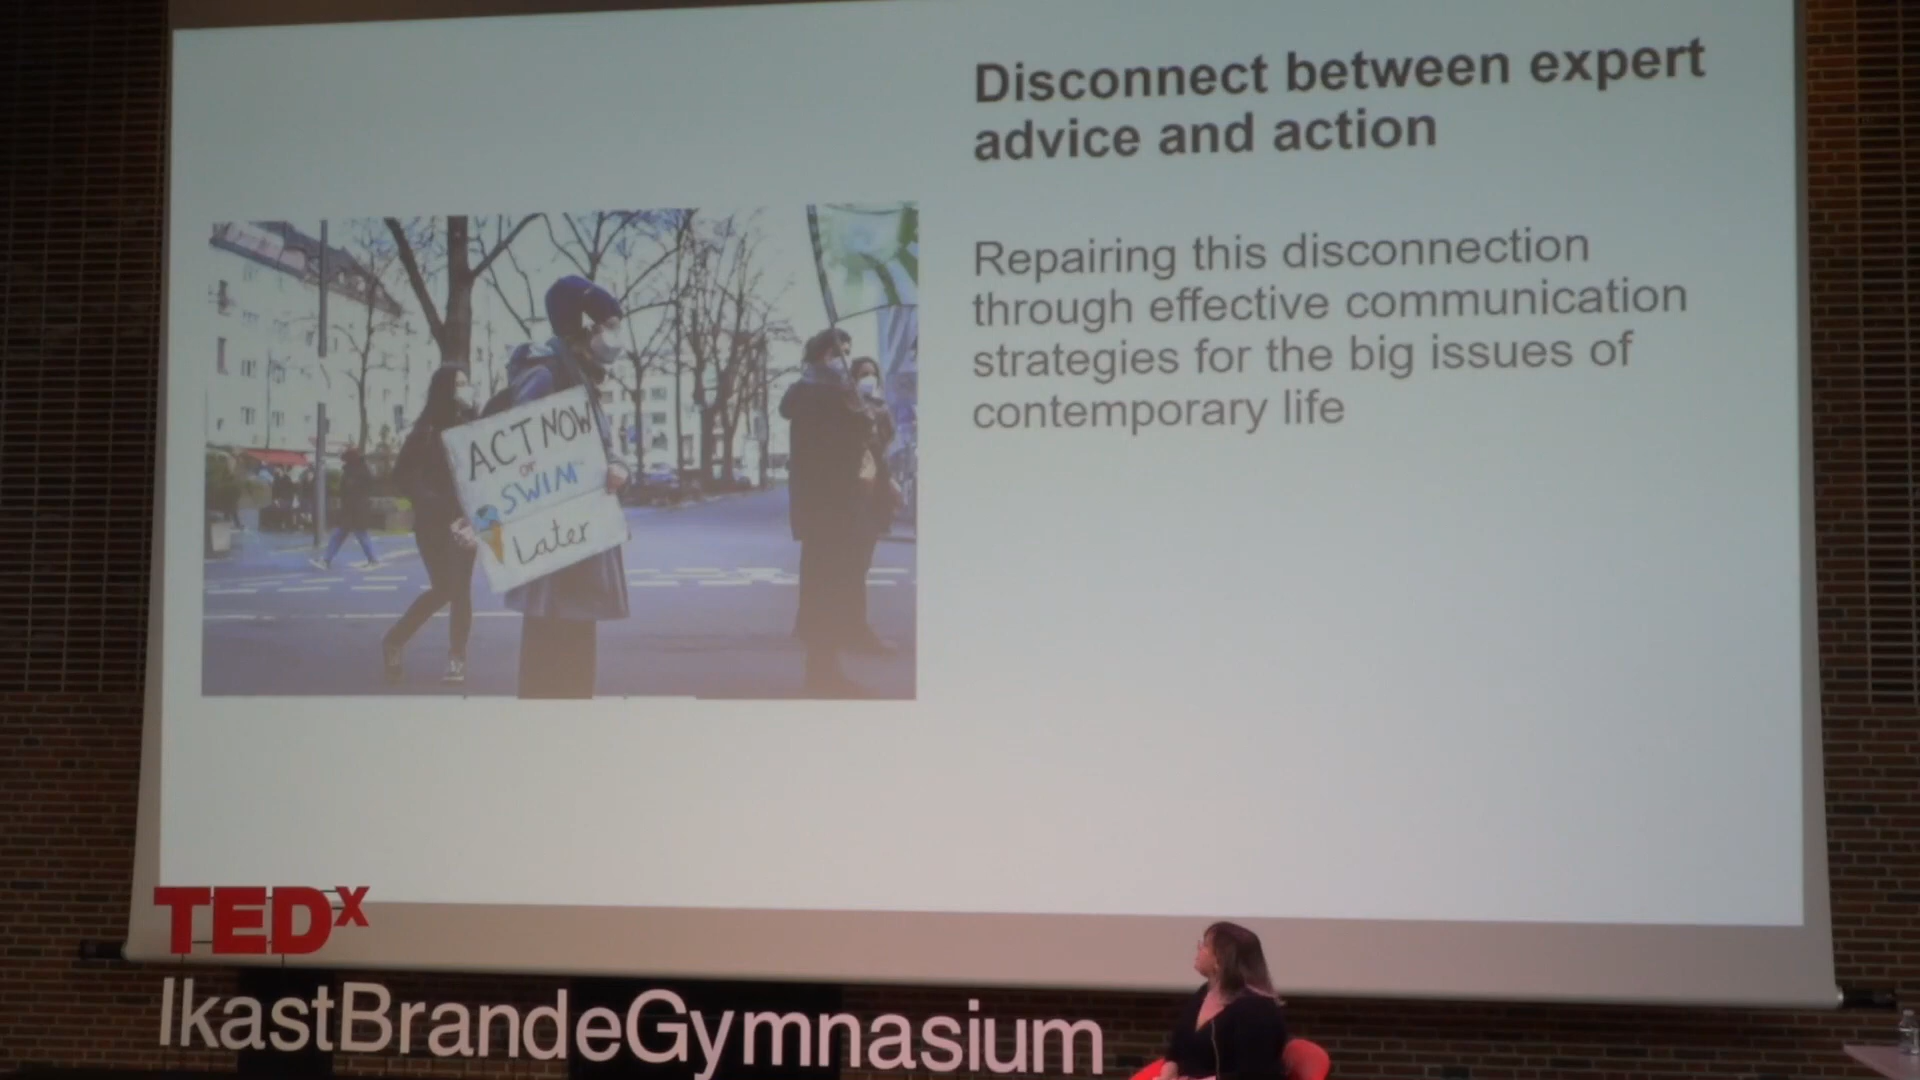 Disconnect between expert
advice and action
Repairing this disconnection
through effective communication
strategies for the big issues of
contemporary life
ACT NOW
or
SWIM
Later
TEDx
IkastBrandeGymnasium